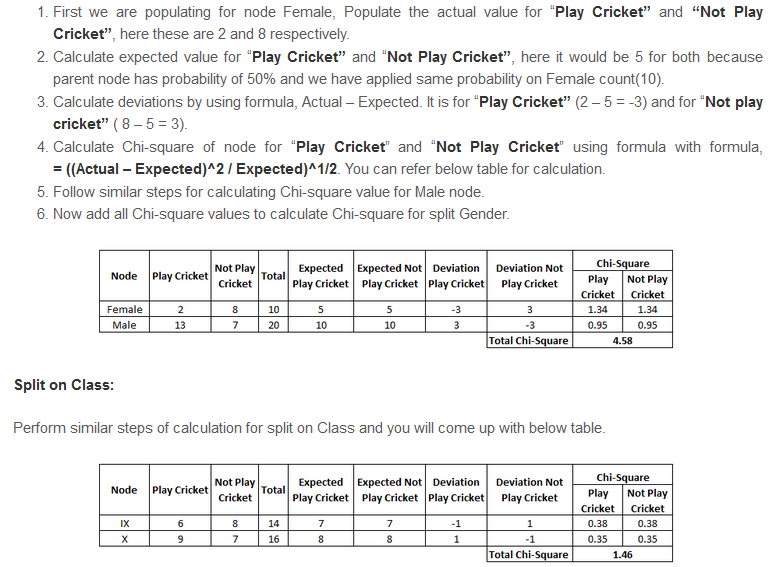 1. First we are populating for node Female, Populate the actual value for “Play Cricket” and “Not Play
Cricket”, here these are 2 and 8 respectively.
2. Calculate expected value for “Play Cricket” and “Not Play Cricket”, here it would be 5 for both because
parent node has probability of 50% and we have applied same probability on Female count(10).
3. Calculate deviations by using formula, Actual – Expected. It is for “Play Cricket” (2 – 5 = -3) and for “Not play
cricket” ( 8 – 5 = 3).
4. Calculate Chi-square of node for “Play Cricket” and “Not Play Cricket” using formula with formula,
= ((Actual – Expected)^2 / Expected)^1/2. You can refer below table for calculation.
5. Follow similar steps for calculating Chi-square value for Male node.
6. Now add all Chi-square values to calculate Chi-square for split Gender.
Node Play Cricket Not Play Cricket Total Expected Play Cricket Expected Not Play Cricket Deviation Play Cricket Deviation Not Play Cricket Chi-Square
Play Cricket Not Play Cricket
Female 2 8 10 5 5 -3 3 1.34 1.34
Male 13 7 20 10 10 3 -3 0.95 0.95
Total Chi-Square 4.58
Split on Class:
Perform similar steps of calculation for split on Class and you will come up with below table.
Node Play Cricket Not Play Cricket Total Expected Play Cricket Expected Not Play Cricket Deviation Play Cricket Deviation Not Play Cricket Chi-Square
Play Cricket Not Play Cricket
IX 6 8 14 7 7 -1 1 0.38 0.38
X 9 7 16 8 8 1 -1 0.35 0.35
Total Chi-Square 1.46